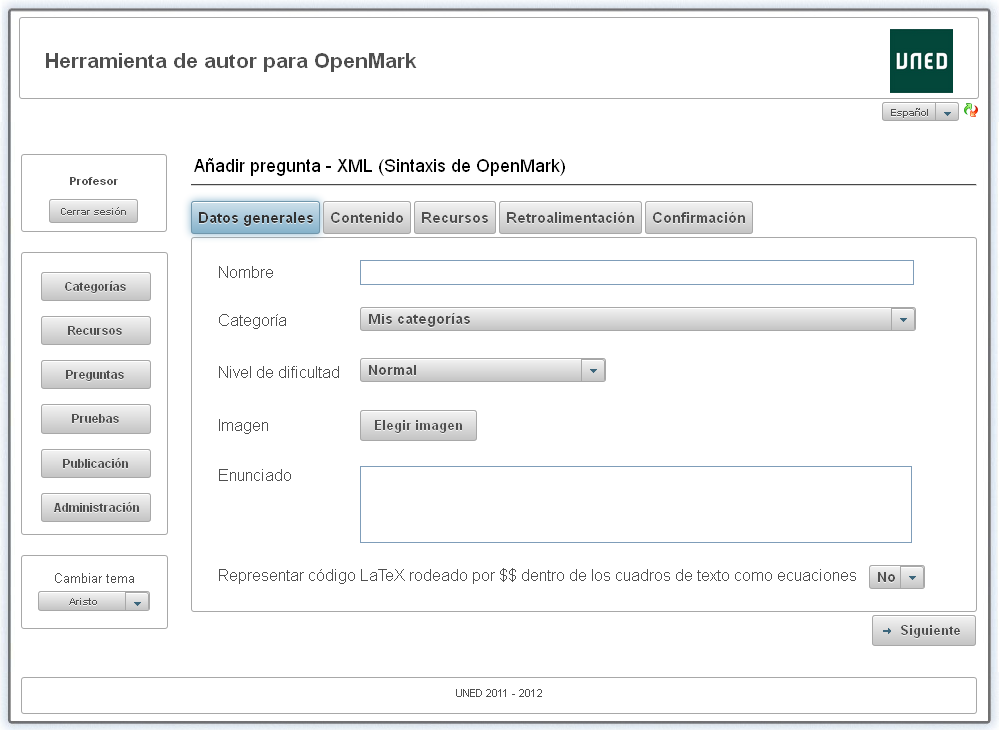 Herramienta de autor para OpenMark
UNED
Español
Añadir pregunta - XML (Sintaxis de OpenMark)
Profesor
Cerrar sesión
Categorías
Recursos
Preguntas
Pruebas
Publicación
Administración
Cambiar tema
Aristo
Datos generales Contenido Recursos Retroalimentación Confirmación
Nombre
Categoría Mis categorías
Nivel de dificultad Normal
Imagen Elegir imagen
Enunciado
Representar código LaTeX rodeado por $$ dentro de los cuadros de texto como ecuaciones No
Siguiente
UNED 2011 - 2012